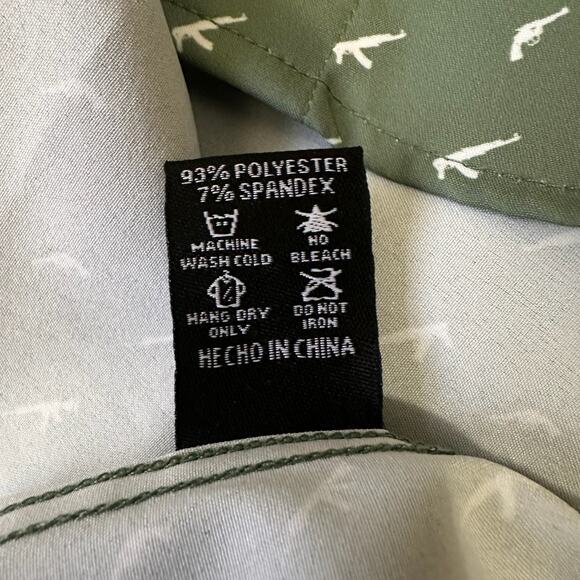 93% POLYESTER
7% SPANDEX
MACHINE
WASH COLD
NO
BLEACH
HANG DRY
ONLY
DO NOT
IRON
HECHO IN CHINA